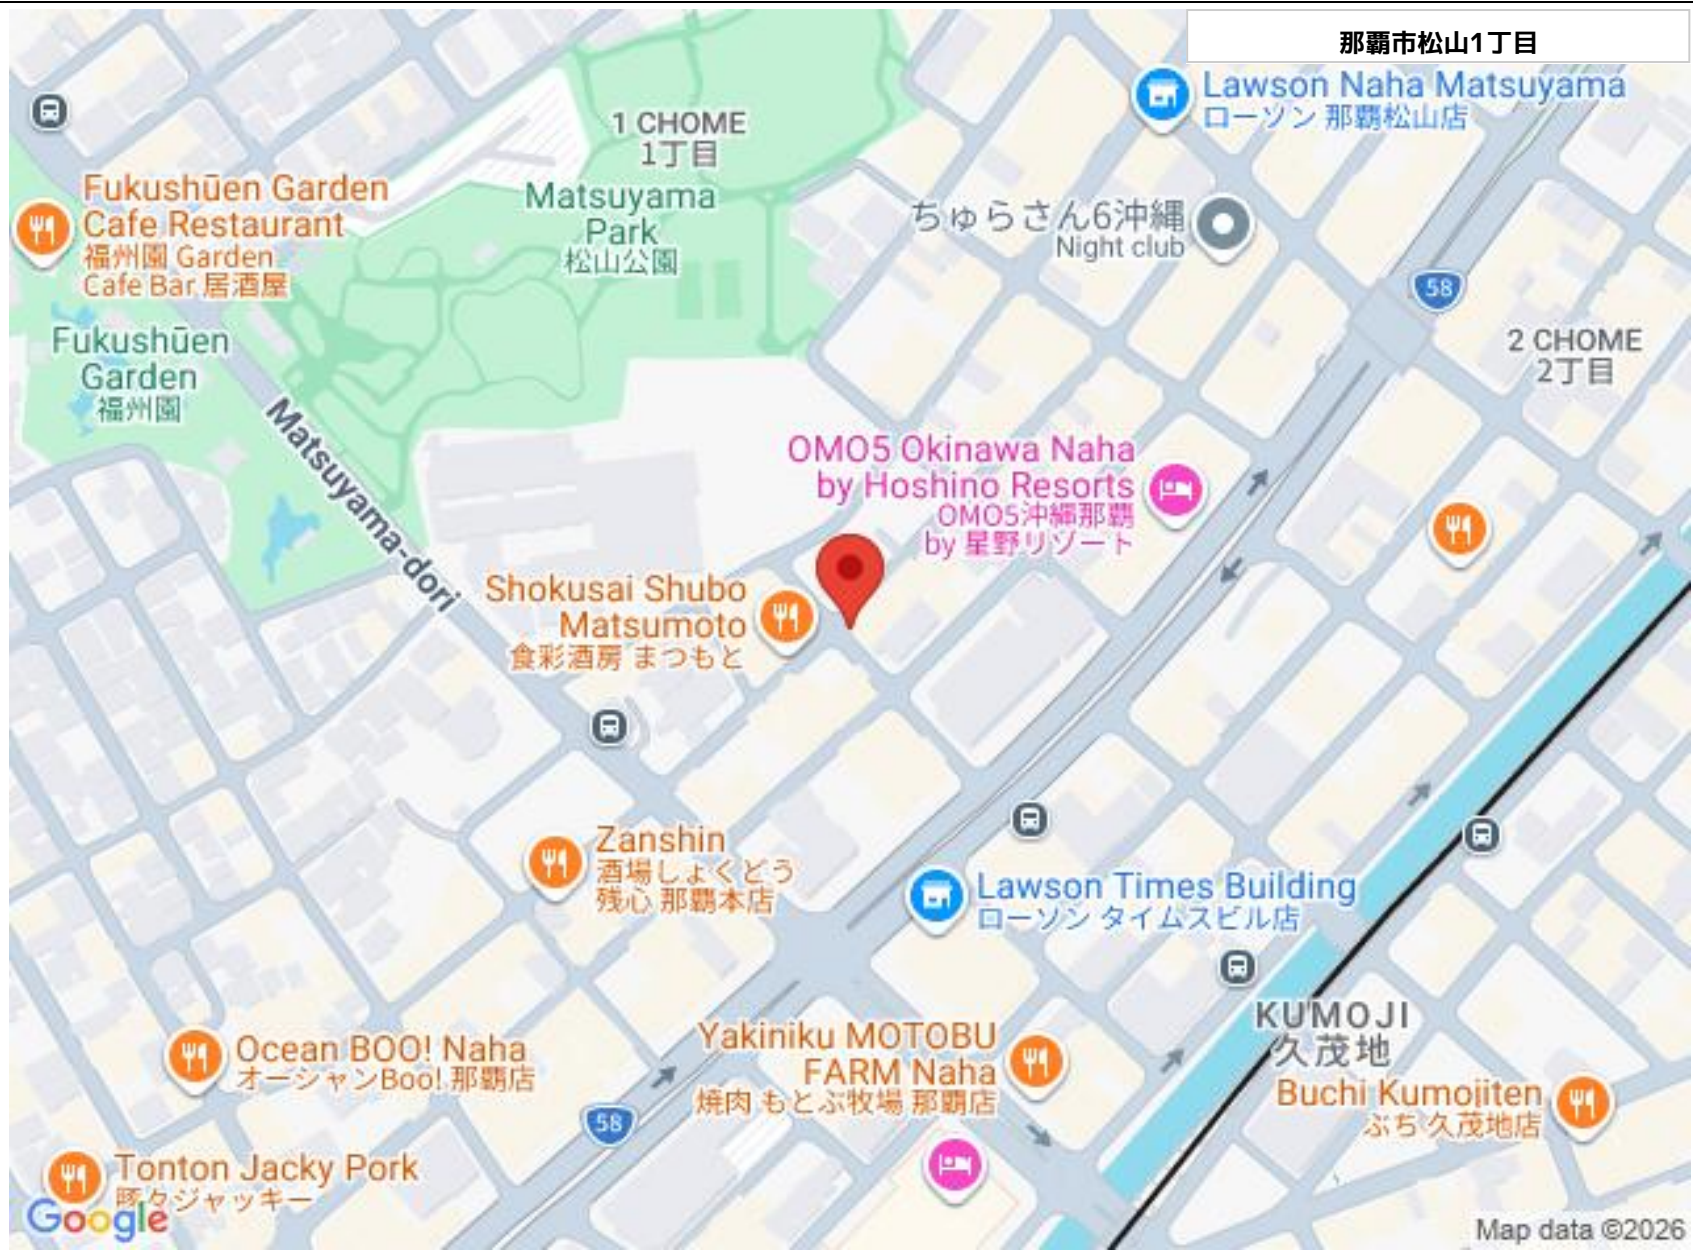 那覇市松山1丁目
Lawson Naha Matsuyama
ローソン 那覇松山店
1 CHOME
1丁目
Fukushūen Garden
Cafe Restaurant
福州園 Garden
Cafe Bar 居酒屋
Matsuyama
Park
松山公園
ちゅらさん6沖縄
Night club
58
Fukushūen
Garden
福州園
2 CHOME
2丁目
Matsuyama-dori
OMO5 Okinawa Naha
by Hoshino Resorts
OMO5沖縄那覇
by 星野リゾート
Shokusai Shubo
Matsumoto
食彩酒房 まつもと
Zanshin
酒場しょくどう
残心 那覇本店
Lawson Times Building
ローソン タイムスビル店
KUMOJI
久茂地
Ocean BOO! Naha
オーシャンBoo! 那覇店
Yakiniku MOTOBU
FARM Naha
焼肉 もとぶ牧場 那覇店
Buchi Kumojiten
ぶち 久茂地店
58
Tonton Jacky Pork
豚々ジャッキー
Google
Map data ©2026